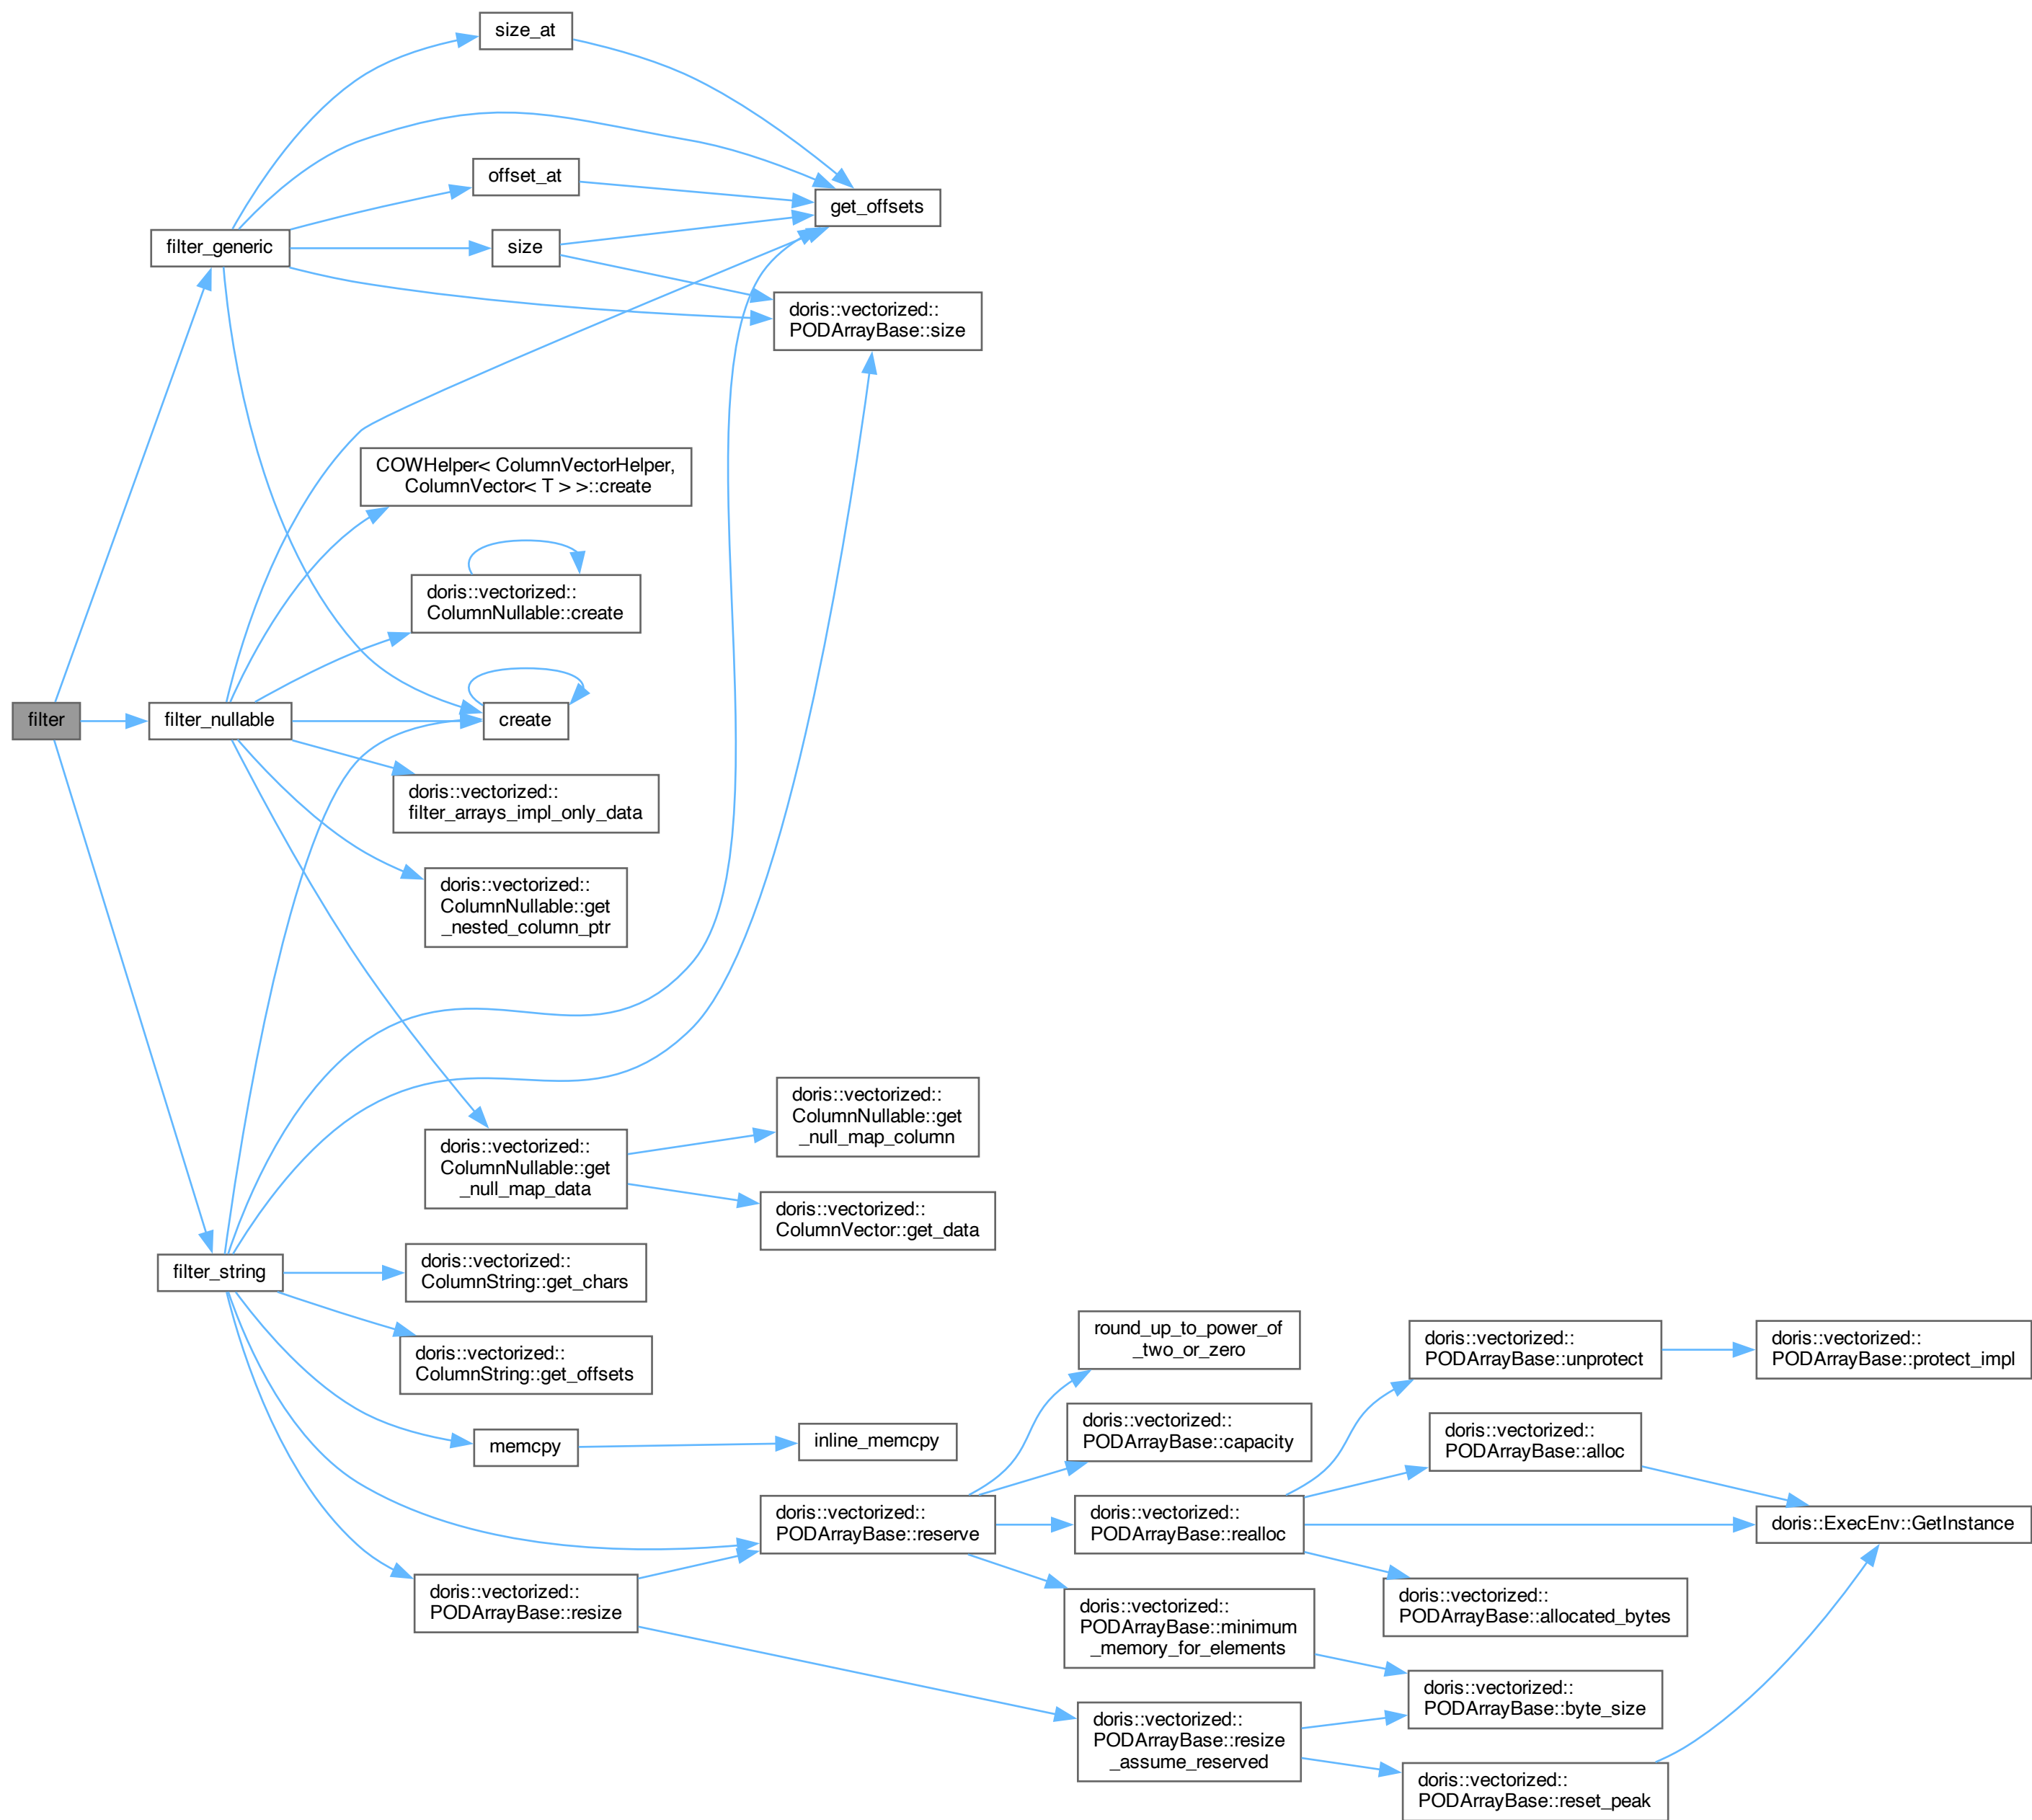 size_at
offset_at
get_offsets
filter_generic
size
doris::vectorized::
PODArrayBase::size
COWHelper< ColumnVectorHelper,
ColumnVector< T > >::create
doris::vectorized::
ColumnNullable::create
filter
filter_nullable
create
doris::vectorized::
filter_arrays_impl_only_data
doris::vectorized::
ColumnNullable::get
_nested_column_ptr
doris::vectorized::
ColumnNullable::get
_null_map_column
doris::vectorized::
ColumnNullable::get
_null_map_data
doris::vectorized::
ColumnVector::get_data
filter_string
doris::vectorized::
ColumnString::get_chars
doris::vectorized::
ColumnString::get_offsets
round_up_to_power_of
_two_or_zero
doris::vectorized::
PODArrayBase::unprotect
doris::vectorized::
PODArrayBase::protect_impl
memcpy
inline_memcpy
doris::vectorized::
PODArrayBase::capacity
doris::vectorized::
PODArrayBase::alloc
doris::vectorized::
PODArrayBase::reserve
doris::vectorized::
PODArrayBase::realloc
doris::ExecEnv::GetInstance
doris::vectorized::
PODArrayBase::resize
doris::vectorized::
PODArrayBase::minimum
_memory_for_elements
doris::vectorized::
PODArrayBase::allocated_bytes
doris::vectorized::
PODArrayBase::byte_size
doris::vectorized::
PODArrayBase::resize
_assume_reserved
doris::vectorized::
PODArrayBase::reset_peak